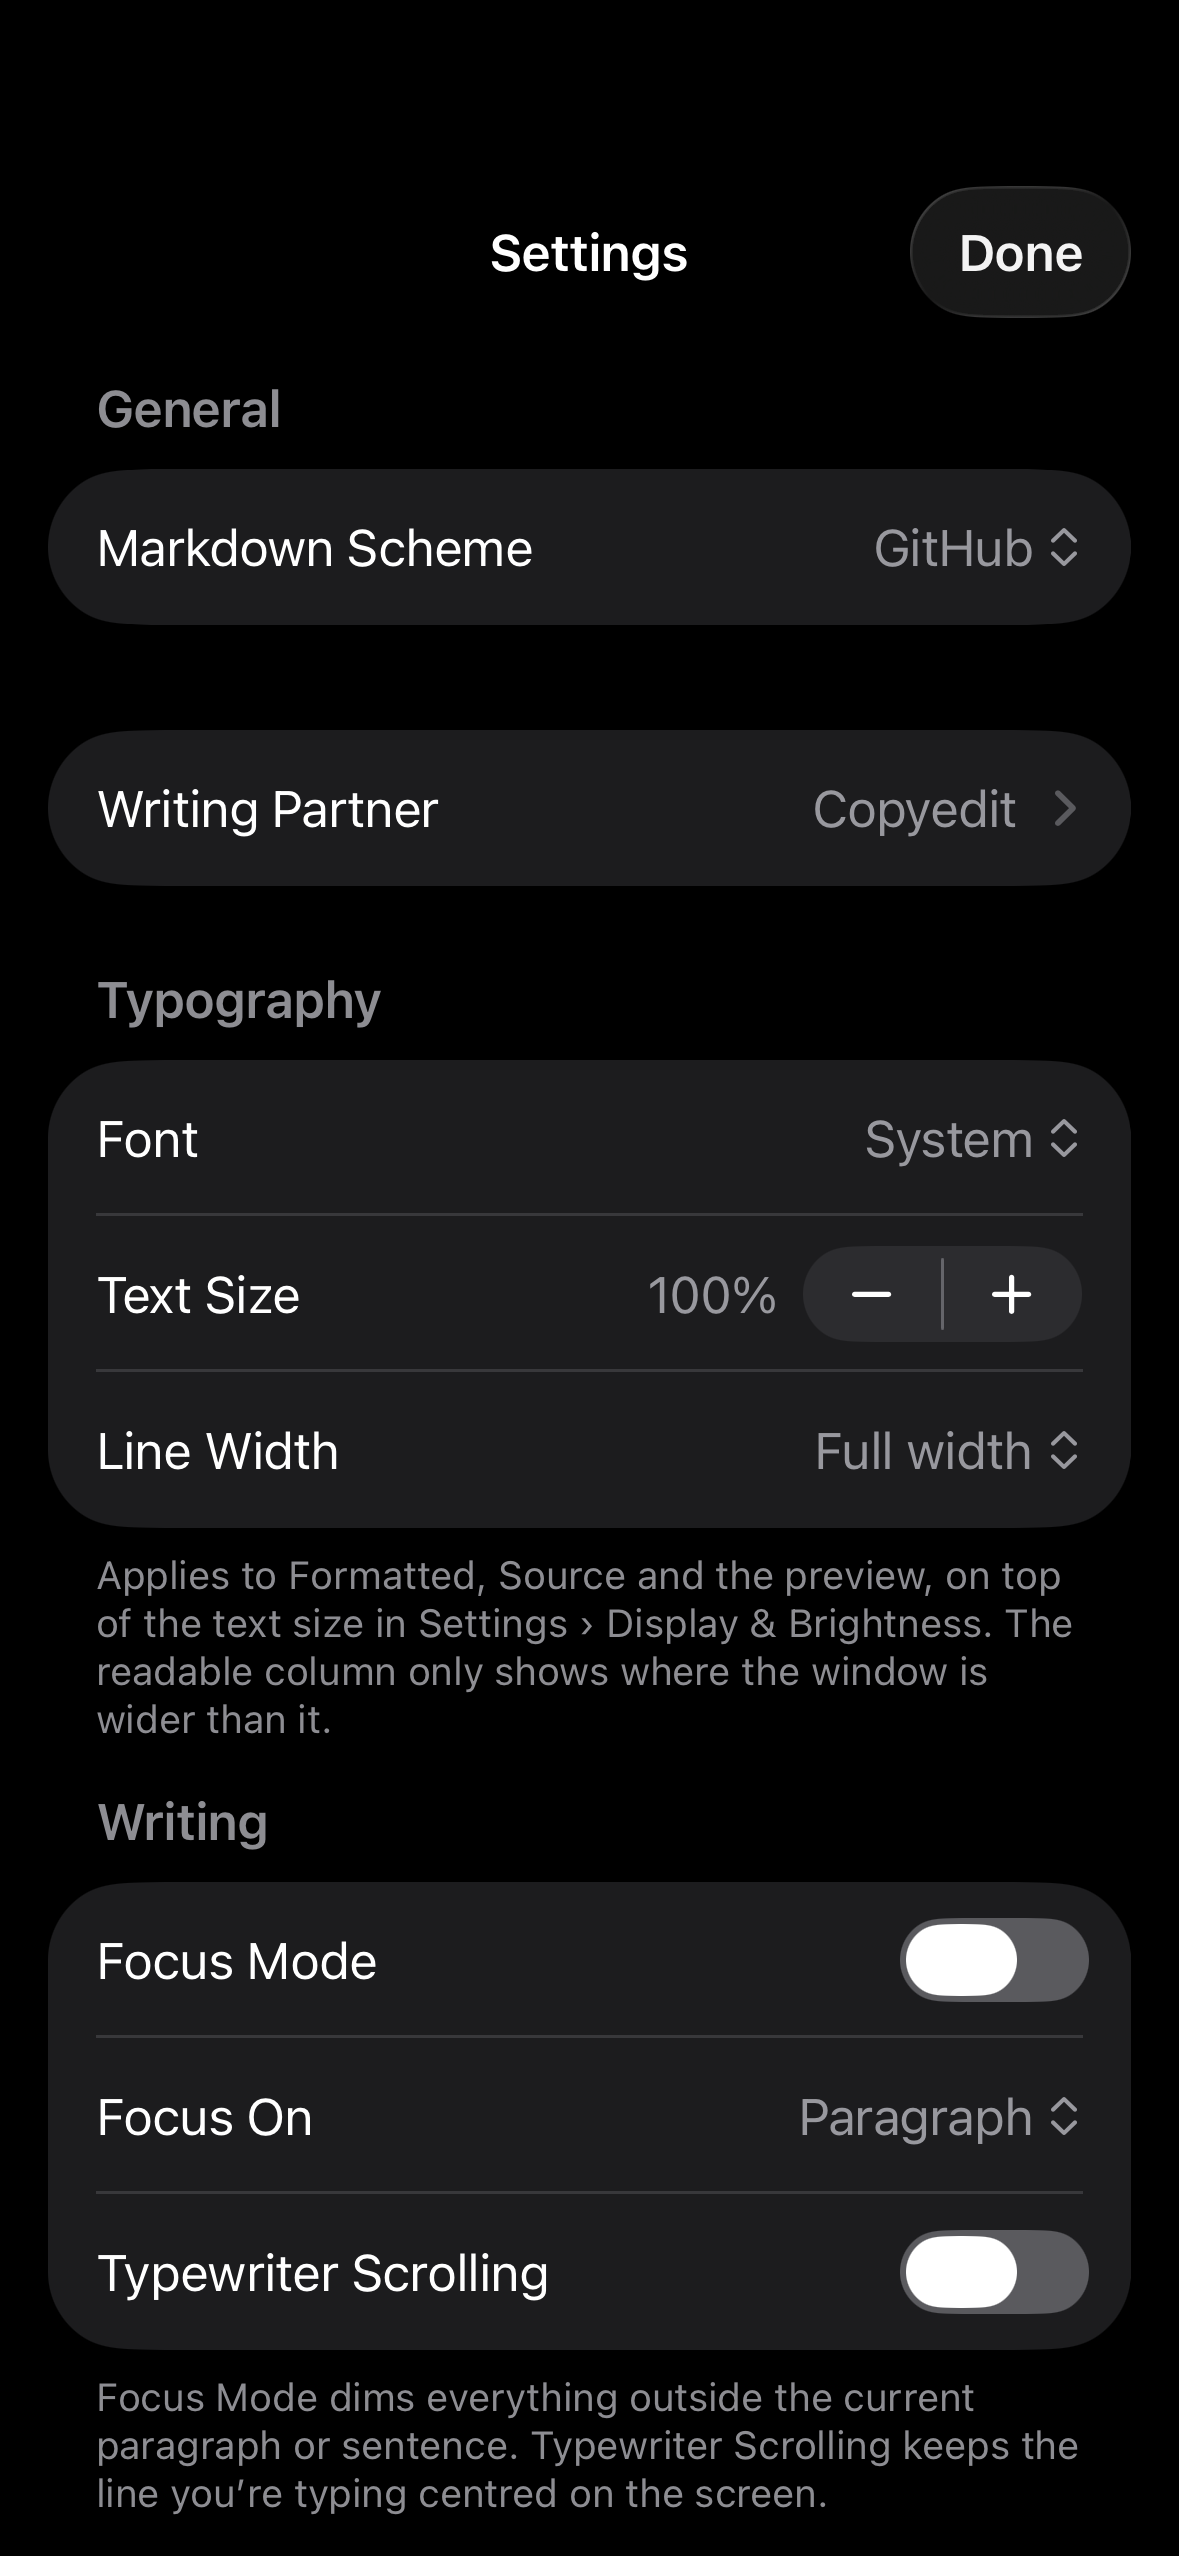 Settings
Done
General
Markdown Scheme
GitHub
Writing Partner
Copyedit
Typography
Font
System
Text Size
100%
Line Width
Full width
Applies to Formatted, Source and the preview, on top
of the text size in Settings › Display & Brightness. The
readable column only shows where the window is
wider than it.
Writing
Focus Mode
Focus On
Paragraph
Typewriter Scrolling
Focus Mode dims everything outside the current
paragraph or sentence. Typewriter Scrolling keeps the
line you’re typing centred on the screen.